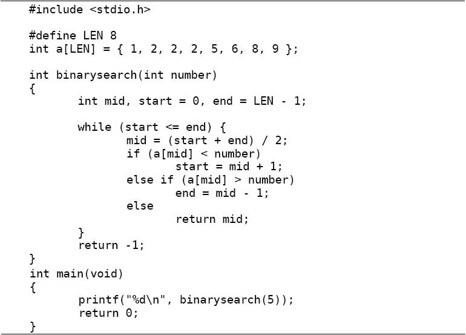 #include <stdio.h>
#define LEN 8
int a[LEN] = { 1, 2, 2, 2, 5, 6, 8, 9 };
int binarysearch(int number)
{
int mid, start = 0, end = LEN - 1;
while (start <= end) {
mid = (start + end) / 2;
if (a[mid] < number)
start = mid + 1;
else if (a[mid] > number)
end = mid - 1;
else
return mid;
}
return -1;
}
int main(void)
{
printf("%d\n", binarysearch(5));
return 0;
}